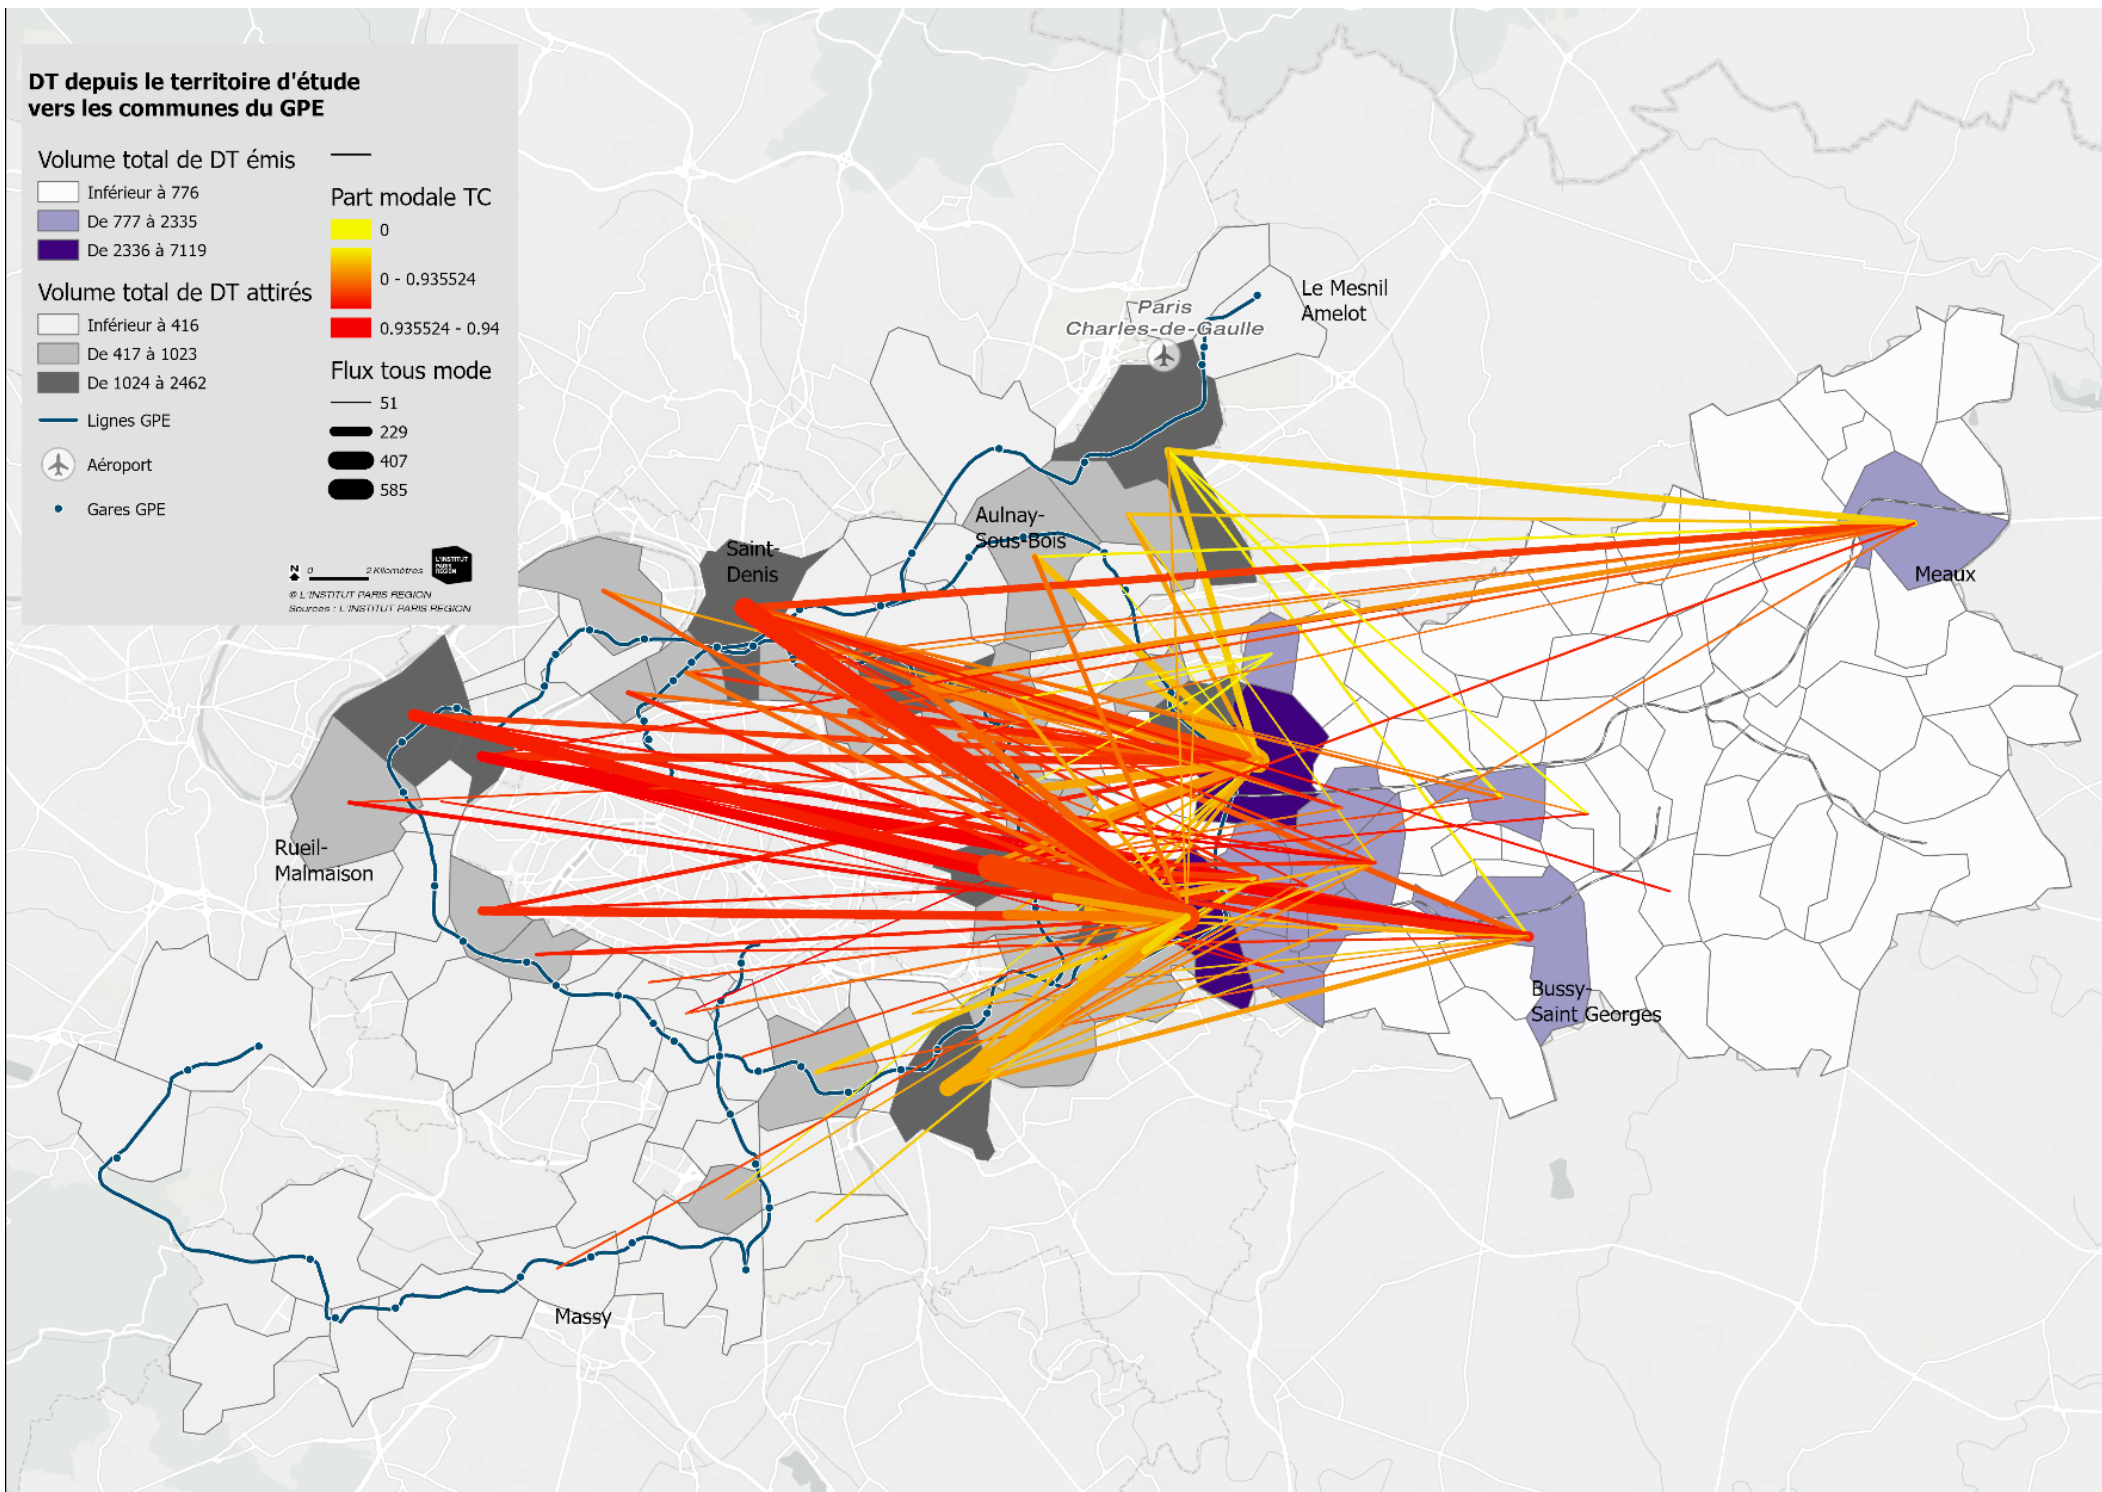 DT depuis le territoire d'étude
vers les communes du GPE
Volume total de DT émis
Inférieur à 776
De 777 à 2335
De 2336 à 7119
Volume total de DT attirés
Inférieur à 416
De 417 à 1023
De 1024 à 2462
Lignes GPE
Aéroport
Gares GPE
Part modale TC
0
0 - 0.935524
0.935524 - 0.94
Flux tous mode
51
229
407
585
N
0 2 Kilomètres
L'INSTITUT
PARIS
REGION
© L'INSTITUT PARIS REGION
Sources : L'INSTITUT PARIS REGION
Le Mesnil
Amelot
Paris
Charles-de-Gaulle
Aulnay-
Sous-Bois
Saint-
Denis
Meaux
Rueil-
Malmaison
Bussy-
Saint Georges
Massy